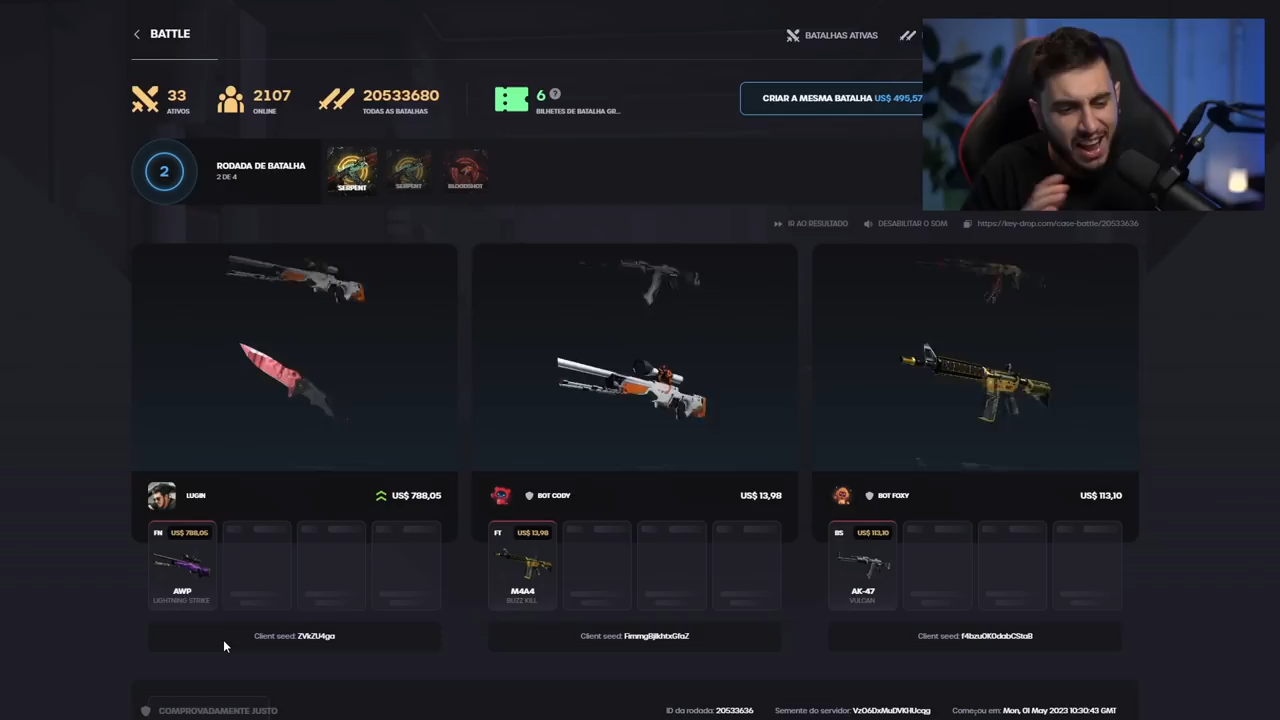 BATTLE
BATALHAS ATIVAS
33
ATIVOS
2107
ONLINE
20533680
TODAS AS BATALHAS
6
?
BILHETES DE BATALHA GR...
CRIAR A MESMA BATALHA US$ 495,57
2
RODADA DE BATALHA
2 DE 4
SERPENT
SERPENT
BLOODSHOT
IR AO RESULTADO
DESABILITAR O SOM
https://key-drop.com/case-battle/20533636
LUGIN
US$ 788,05
BOT CODY
US$ 13,98
BOT FOXY
US$ 113,10
FN
US$ 788,05
AWP
LIGHTNING STRIKE
FT
US$ 13,98
M4A4
BUZZ KILL
BS
US$ 113,10
AK-47
VULCAN
Client seed: ZVkZU4ga
Client seed:
Client seed: f4bzu0K0dabCStaB
COMPROVADAMENTE JUSTO
ID da rodada: 20533636
Semente do servidor:
Começou em: Mon, 01 May 2023 10:30:43 GMT